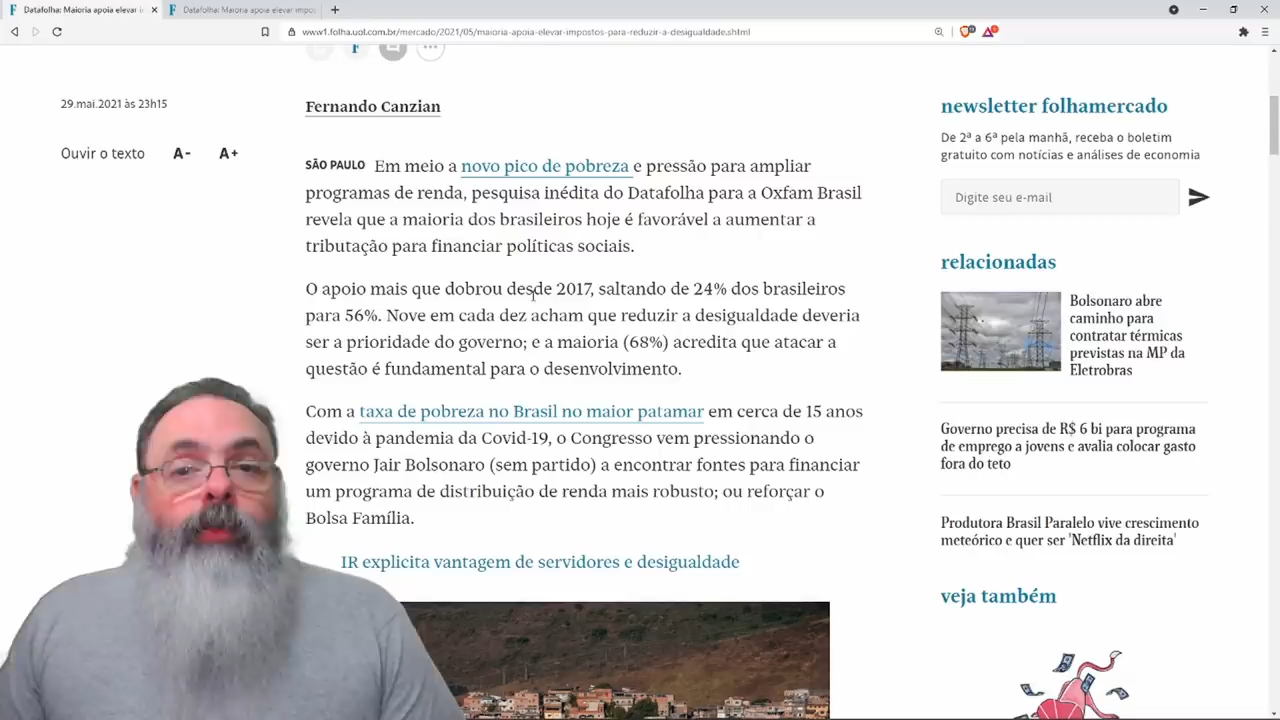 Datafolha: Maioria apoia elevar i
Datafolha: Maioria apoia elevar impos
www1.folha.uol.com.br/mercado/2021/05/maioria-apoia-elevar-impostos-para-reduzir-a-desigualdade.shtml
29.mai.2021 às 23h15
Ouvir o texto A- A+
Fernando Canzian
SÃO PAULO Em meio a novo pico de pobreza e pressão para ampliar
programas de renda, pesquisa inédita do Datafolha para a Oxfam Brasil
revela que a maioria dos brasileiros hoje é favorável a aumentar a
tributação para financiar políticas sociais.
O apoio mais que dobrou desde 2017, saltando de 24% dos brasileiros
para 56%. Nove em cada dez acham que reduzir a desigualdade deveria
ser a prioridade do governo; e a maioria (68%) acredita que atacar a
questão é fundamental para o desenvolvimento.
Com a taxa de pobreza no Brasil no maior patamar em cerca de 15 anos
devido à pandemia da Covid-19, o Congresso vem pressionando o
governo Jair Bolsonaro (sem partido) a encontrar fontes para financiar
um programa de distribuição de renda mais robusto; ou reforçar o
Bolsa Família.
IR explicita vantagem de servidores e desigualdade
newsletter folhamercado
De 2ª a 6ª pela manhã, receba o boletim
gratuito com notícias e análises de economia
Digite seu e-mail
relacionadas
Bolsonaro abre
caminho para
contratar térmicas
previstas na MP da
Eletrobras
Governo precisa de R$ 6 bi para programa
de emprego a jovens e avalia colocar gasto
fora do teto
Produtora Brasil Paralelo vive crescimento
meteórico e quer ser 'Netflix da direita'
veja também